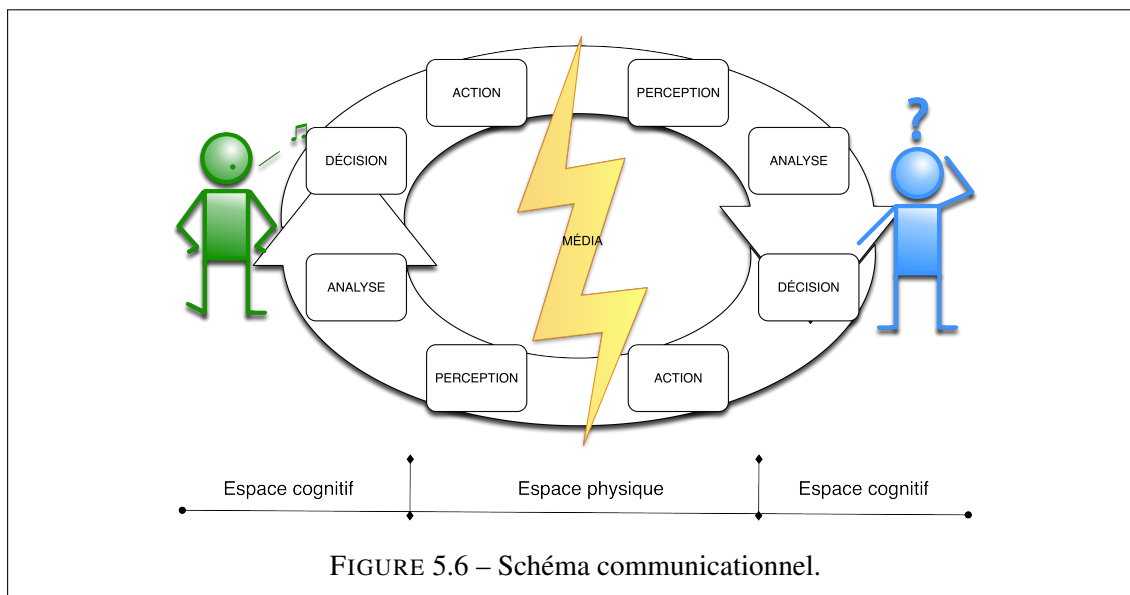 ACTION
PERCEPTION
DÉCISION
ANALYSE
?
MÉDIA
ANALYSE
DÉCISION
PERCEPTION
ACTION
Espace cognitif
Espace physique
Espace cognitif
FIGURE 5.6 – Schéma communicationnel.